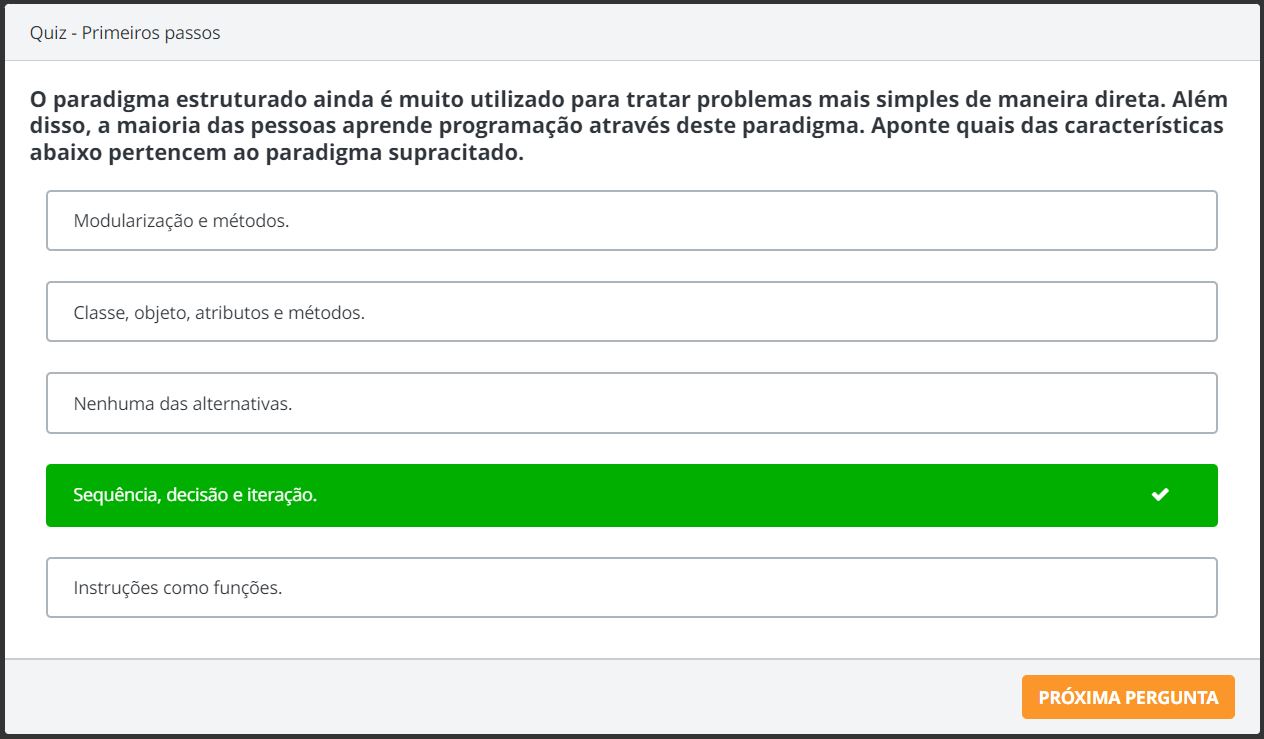 Quiz - Primeiros passos
O paradigma estruturado ainda é muito utilizado para tratar problemas mais simples de maneira direta. Além
disso, a maioria das pessoas aprende programação através deste paradigma. Aponte quais das características
abaixo pertencem ao paradigma supracitado.
Modularização e métodos.
Classe, objeto, atributos e métodos.
Nenhuma das alternativas.
Sequência, decisão e iteração.
Instruções como funções.
PRÓXIMA PERGUNTA